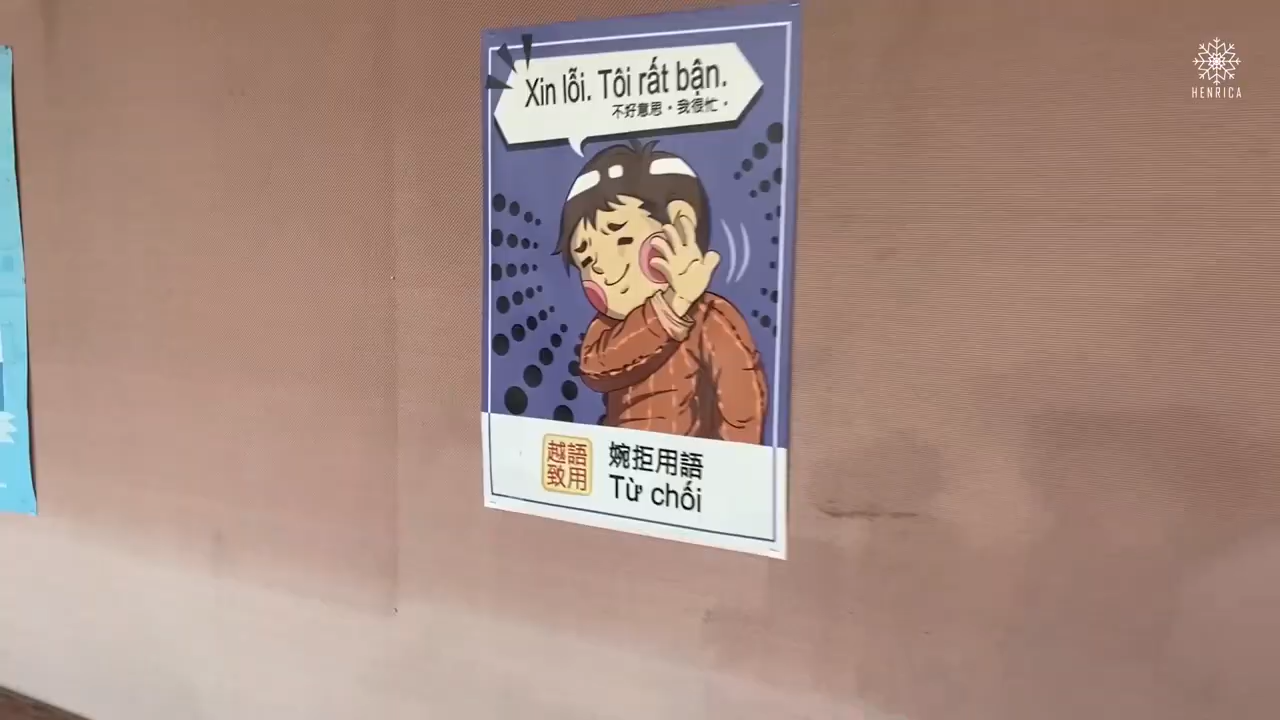 Xin lỗi. Tôi rất bận.
不好意思。我很忙。
越語
致用
婉拒用語
Từ chối
HENRICA